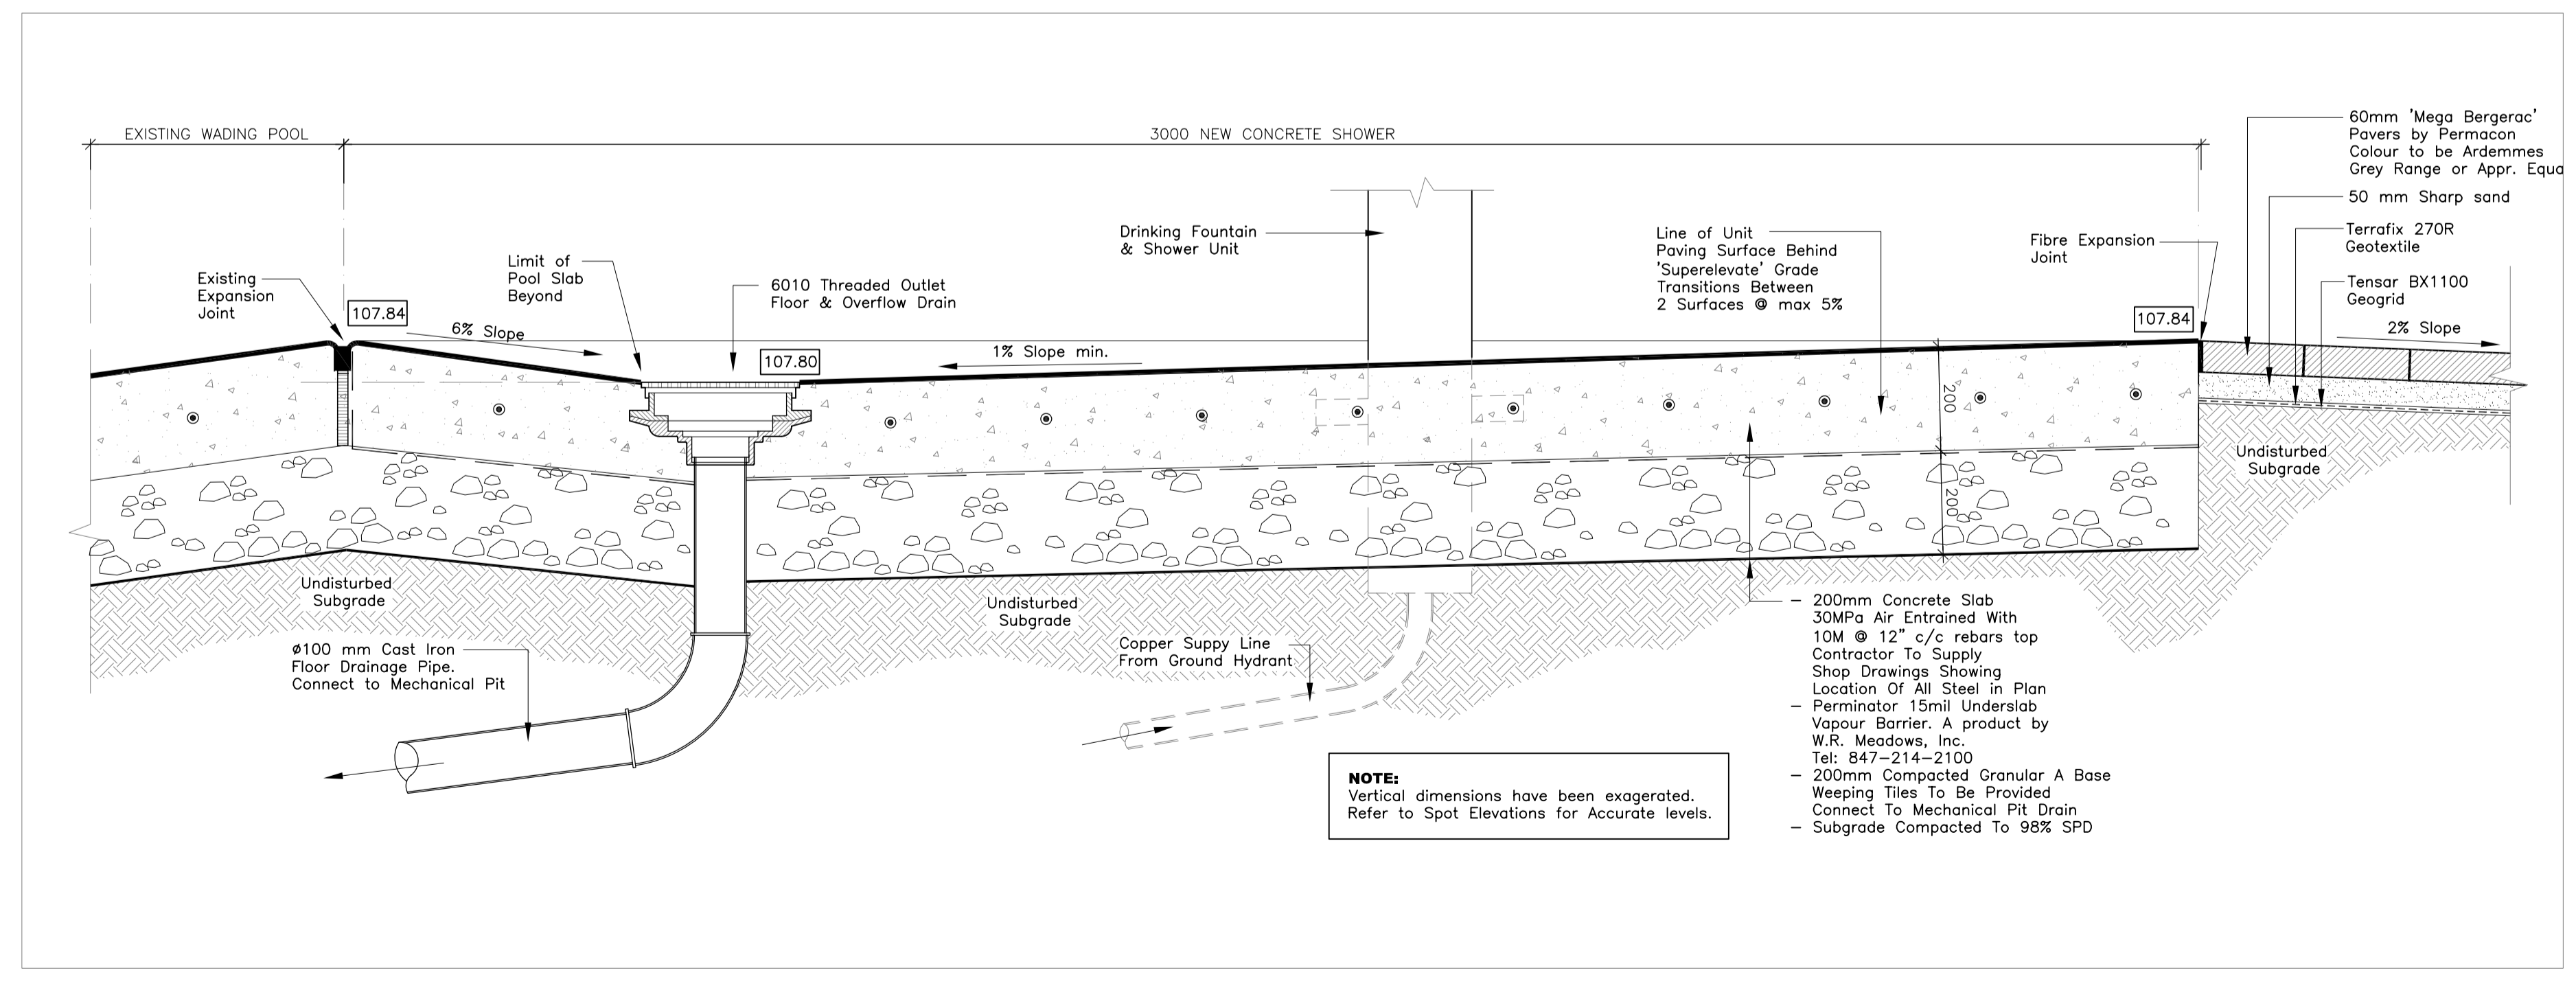 EXISTING WADING POOL
3000 NEW CONCRETE SHOWER
60mm 'Mega Bergerac'
Pavers by Permacon
Colour to be Ardemmes
Grey Range or Appr. Equa
50 mm Sharp sand
Terrafix 270R
Geotextile
Tensar BX1100
Geogrid
2% Slope
Existing
Expansion
Joint
107.84
6% Slope
Limit of
Pool Slab
Beyond
6010 Threaded Outlet
Floor & Overflow Drain
107.80
1% Slope min.
Drinking Fountain
& Shower Unit
Line of Unit
Paving Surface Behind
'Superelevate' Grade
Transitions Between
2 Surfaces @ max 5%
Fibre Expansion
Joint
107.84
200
200
Undisturbed
Subgrade
Undisturbed
Subgrade
Undisturbed
Subgrade
Ø100 mm Cast Iron
Floor Drainage Pipe.
Connect to Mechanical Pit
Copper Suppy Line
From Ground Hydrant
– 200mm Concrete Slab
30MPa Air Entrained With
10M @ 12" c/c rebars top
Contractor To Supply
Shop Drawings Showing
Location Of All Steel in Plan
– Perminator 15mil Underslab
Vapour Barrier. A product by
W.R. Meadows, Inc.
Tel: 847–214–2100
– 200mm Compacted Granular A Base
Weeping Tiles To Be Provided
Connect To Mechanical Pit Drain
– Subgrade Compacted To 98% SPD
NOTE:
Vertical dimensions have been exagerated.
Refer to Spot Elevations for Accurate levels.